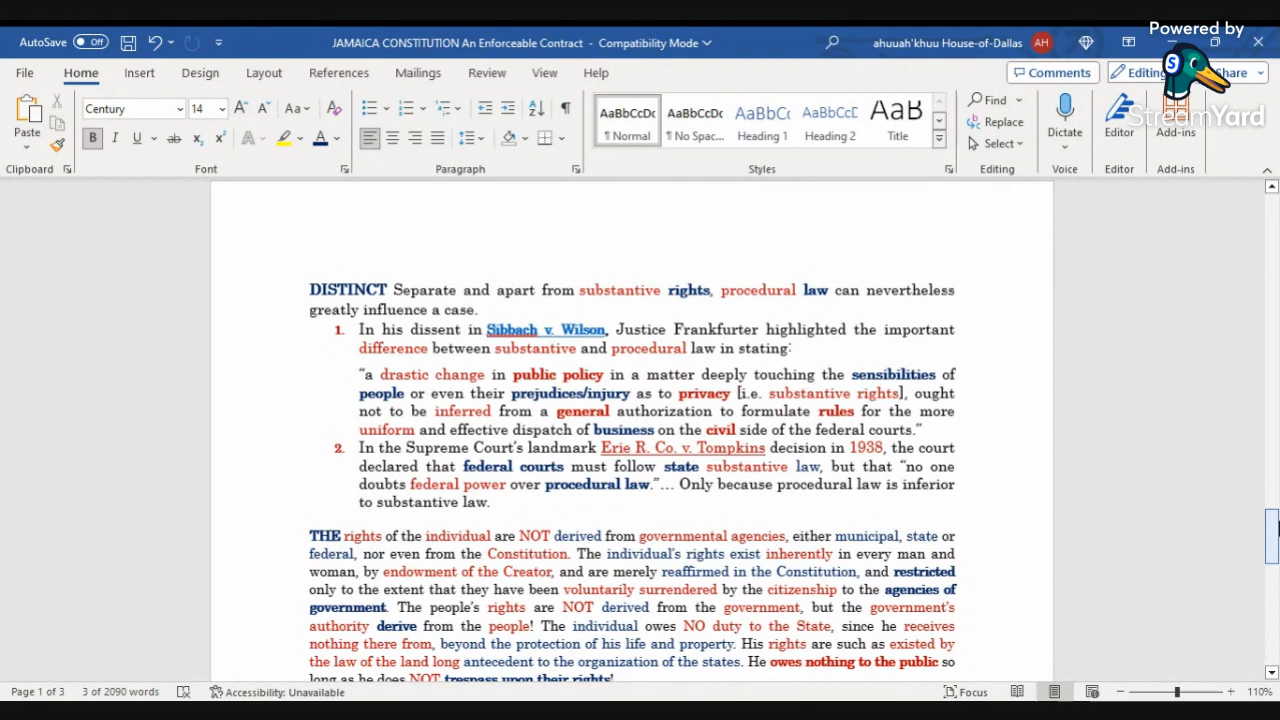 Powered by
StreamYard
AutoSave Off
JAMAICA CONSTITUTION An Enforceable Contract - Compatibility Mode
ahuuah'khuu House-of-Dallas AH
File Home Insert Design Layout References Mailings Review View Help
Comments Editing Share
Paste
Century 14
Aa
B I U ab x₂ x² A A
AaBbCcDc AaBbCcDc AaBbCc AaBbCcD AaB
¶ Normal ¶ No Spac... Heading 1 Heading 2 Title
Find
Replace
Select
Dictate Editor Add-ins
Clipboard Font Paragraph Styles Editing Voice Editor Add-ins
DISTINCT Separate and apart from substantive rights, procedural law can nevertheless
greatly influence a case.
1. In his dissent in Sibbach v. Wilson, Justice Frankfurter highlighted the important
difference between substantive and procedural law in stating:
“a drastic change in public policy in a matter deeply touching the sensibilities of
people or even their prejudices/injury as to privacy [i.e. substantive rights], ought
not to be inferred from a general authorization to formulate rules for the more
uniform and effective dispatch of business on the civil side of the federal courts.”
2. In the Supreme Court’s landmark Erie R. Co. v. Tompkins decision in 1938, the court
declared that federal courts must follow state substantive law, but that “no one
doubts federal power over procedural law.”… Only because procedural law is inferior
to substantive law.
THE rights of the individual are NOT derived from governmental agencies, either municipal, state or
federal, nor even from the Constitution. The individual’s rights exist inherently in every man and
woman, by endowment of the Creator, and are merely reaffirmed in the Constitution, and restricted
only to the extent that they have been voluntarily surrendered by the citizenship to the agencies of
government. The people’s rights are NOT derived from the government, but the government’s
authority derive from the people! The individual owes NO duty to the State, since he receives
nothing there from, beyond the protection of his life and property. His rights are such as existed by
the law of the land long antecedent to the organization of the states. He owes nothing to the public so
long as he does NOT trespass upon their rights!
Page 1 of 3 3 of 2090 words Accessibility: Unavailable Focus 110%